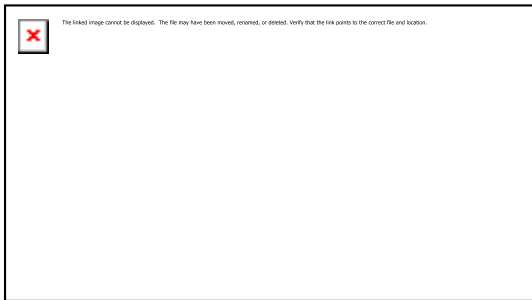 The linked image cannot be displayed. The file may have been moved, renamed, or deleted. Verify that the link points to the correct file and location.